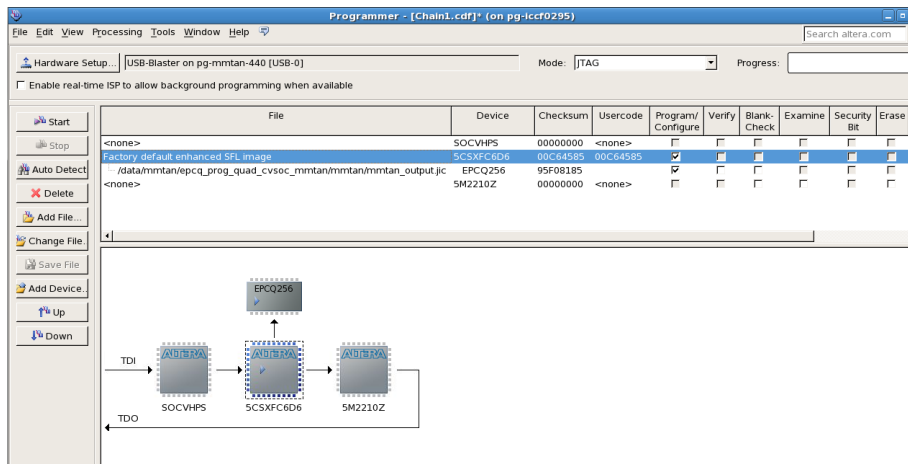 Programmer - [Chain1.cdf]* (on pg-iccf0295)
File Edit View Processing Tools Window Help
Search altera.com
Hardware Setup... USB-Blaster on pg-mmtan-440 [USB-0] Mode: JTAG Progress:
Enable real-time ISP to allow background programming when available
Start
Stop
Auto Detect
Delete
Add File...
Change File.
Save File
Add Device..
Up
Down
File Device Checksum Usercode Program/ Configure Verify Blank- Check Examine Security Bit Erase
<none> SOCVHPS 00000000 <none>
Factory default enhanced SFL image 5CSXFC6D6 00C64585 00C64585
/data/mmtan/epcq_prog_quad_cvsoc_mmtan/mmtan/mmtan_output.jic EPCQ256 95F08185
<none> 5M2210Z 00000000 <none>
EPCQ256
TDI
ALTERA ALTERA ALTERA
SOCVHPS 5CSXFC6D6 5M2210Z
TDO